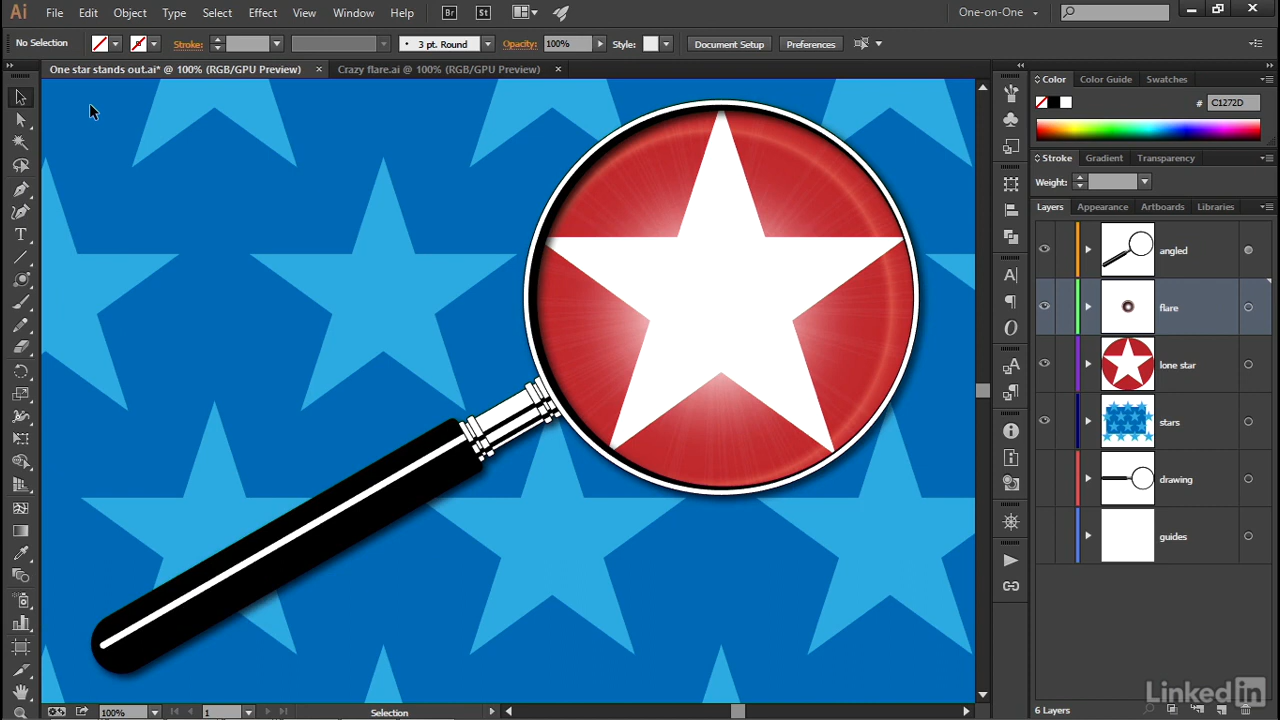 Ai File Edit Object Type Select Effect View Window Help Br St One-on-One
No Selection Stroke: 3 pt. Round Opacity: 100% Style: Document Setup Preferences
One star stands out.ai* @ 100% (RGB/GPU Preview) × Crazy flare.ai @ 100% (RGB/GPU Preview) ×
Color Color Guide Swatches
# C1272D
Stroke Gradient Transparency
Weight:
Layers Appearance Artboards Libraries
angled
flare
lone star
stars
drawing
guides
100% 1 Selection
6 Layers
Linked in